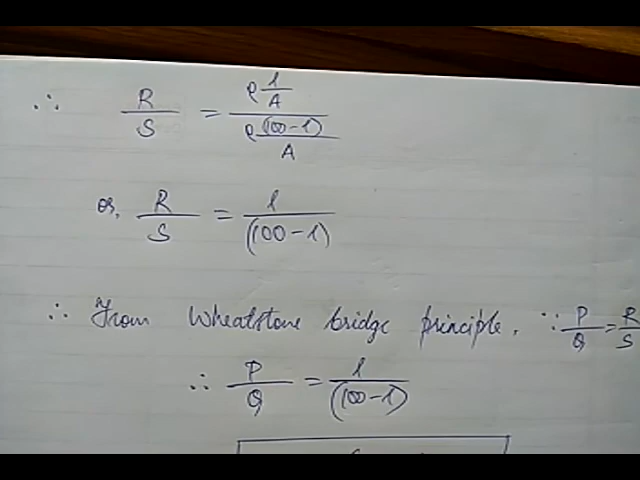 ∴ R/S = (ρ l/A) / (ρ (100-l)/A)
or, R/S = l/(100-l)
∴ From Wheatstone bridge principle. ∵ P/Q = R/S
∴ P/Q = l/(100-l)